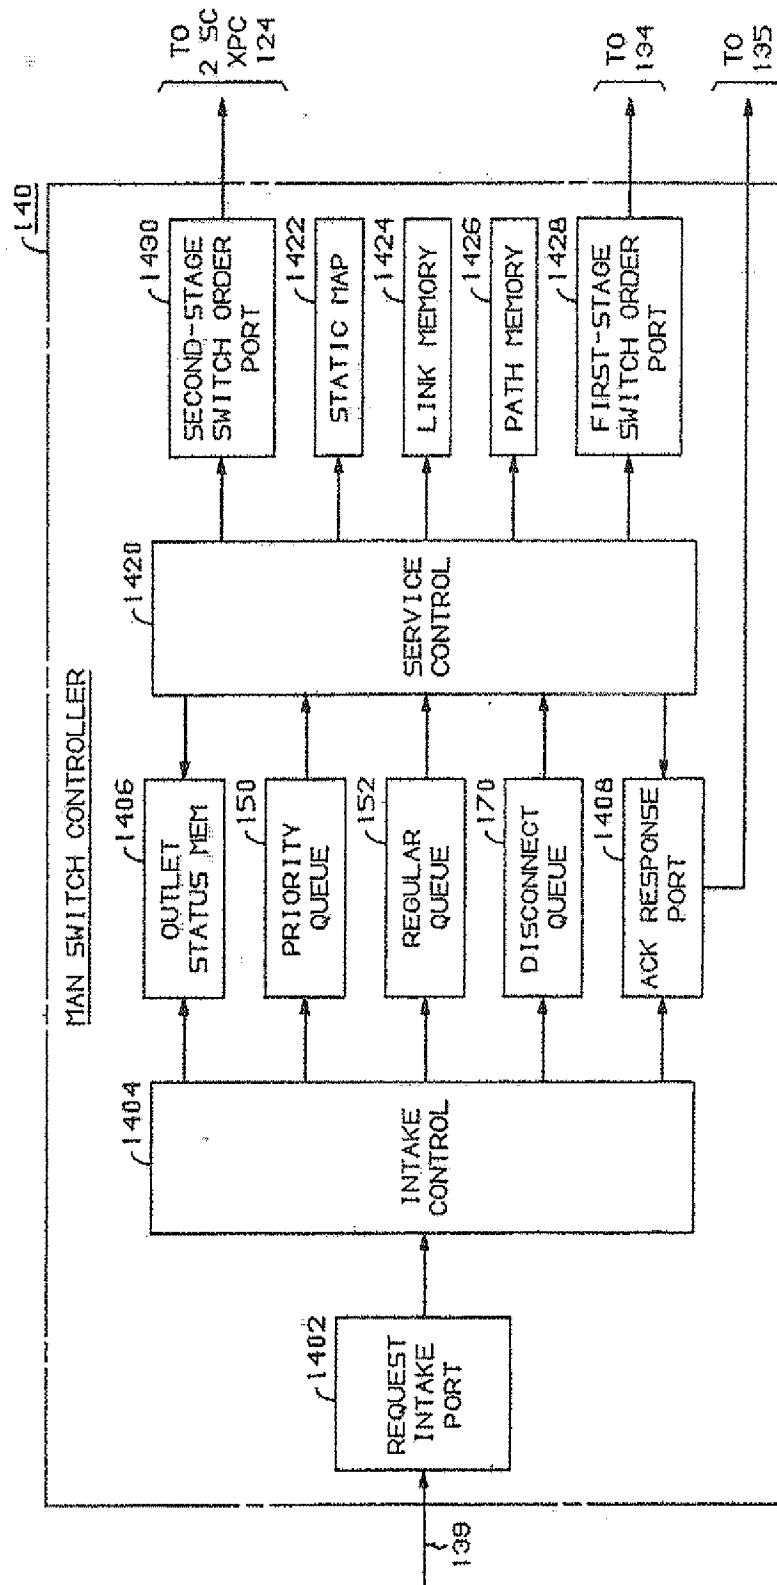 MAN SWITCH CONTROLLER
140
139
1402
REQUEST
INTAKE
PORT
1404
INTAKE
CONTROL
1406
OUTLET
STATUS MEM
150
PRIORITY
QUEUE
152
REGULAR
QUEUE
170
DISCONNECT
QUEUE
1408
ACK RESPONSE
PORT
1420
SERVICE
CONTROL
1430
SECOND-STAGE
SWITCH ORDER
PORT
1422
STATIC MAP
1424
LINK MEMORY
1426
PATH MEMORY
1428
FIRST-STAGE
SWITCH ORDER
PORT
TO
2 SC
XPC
124
TO
134
TO
135